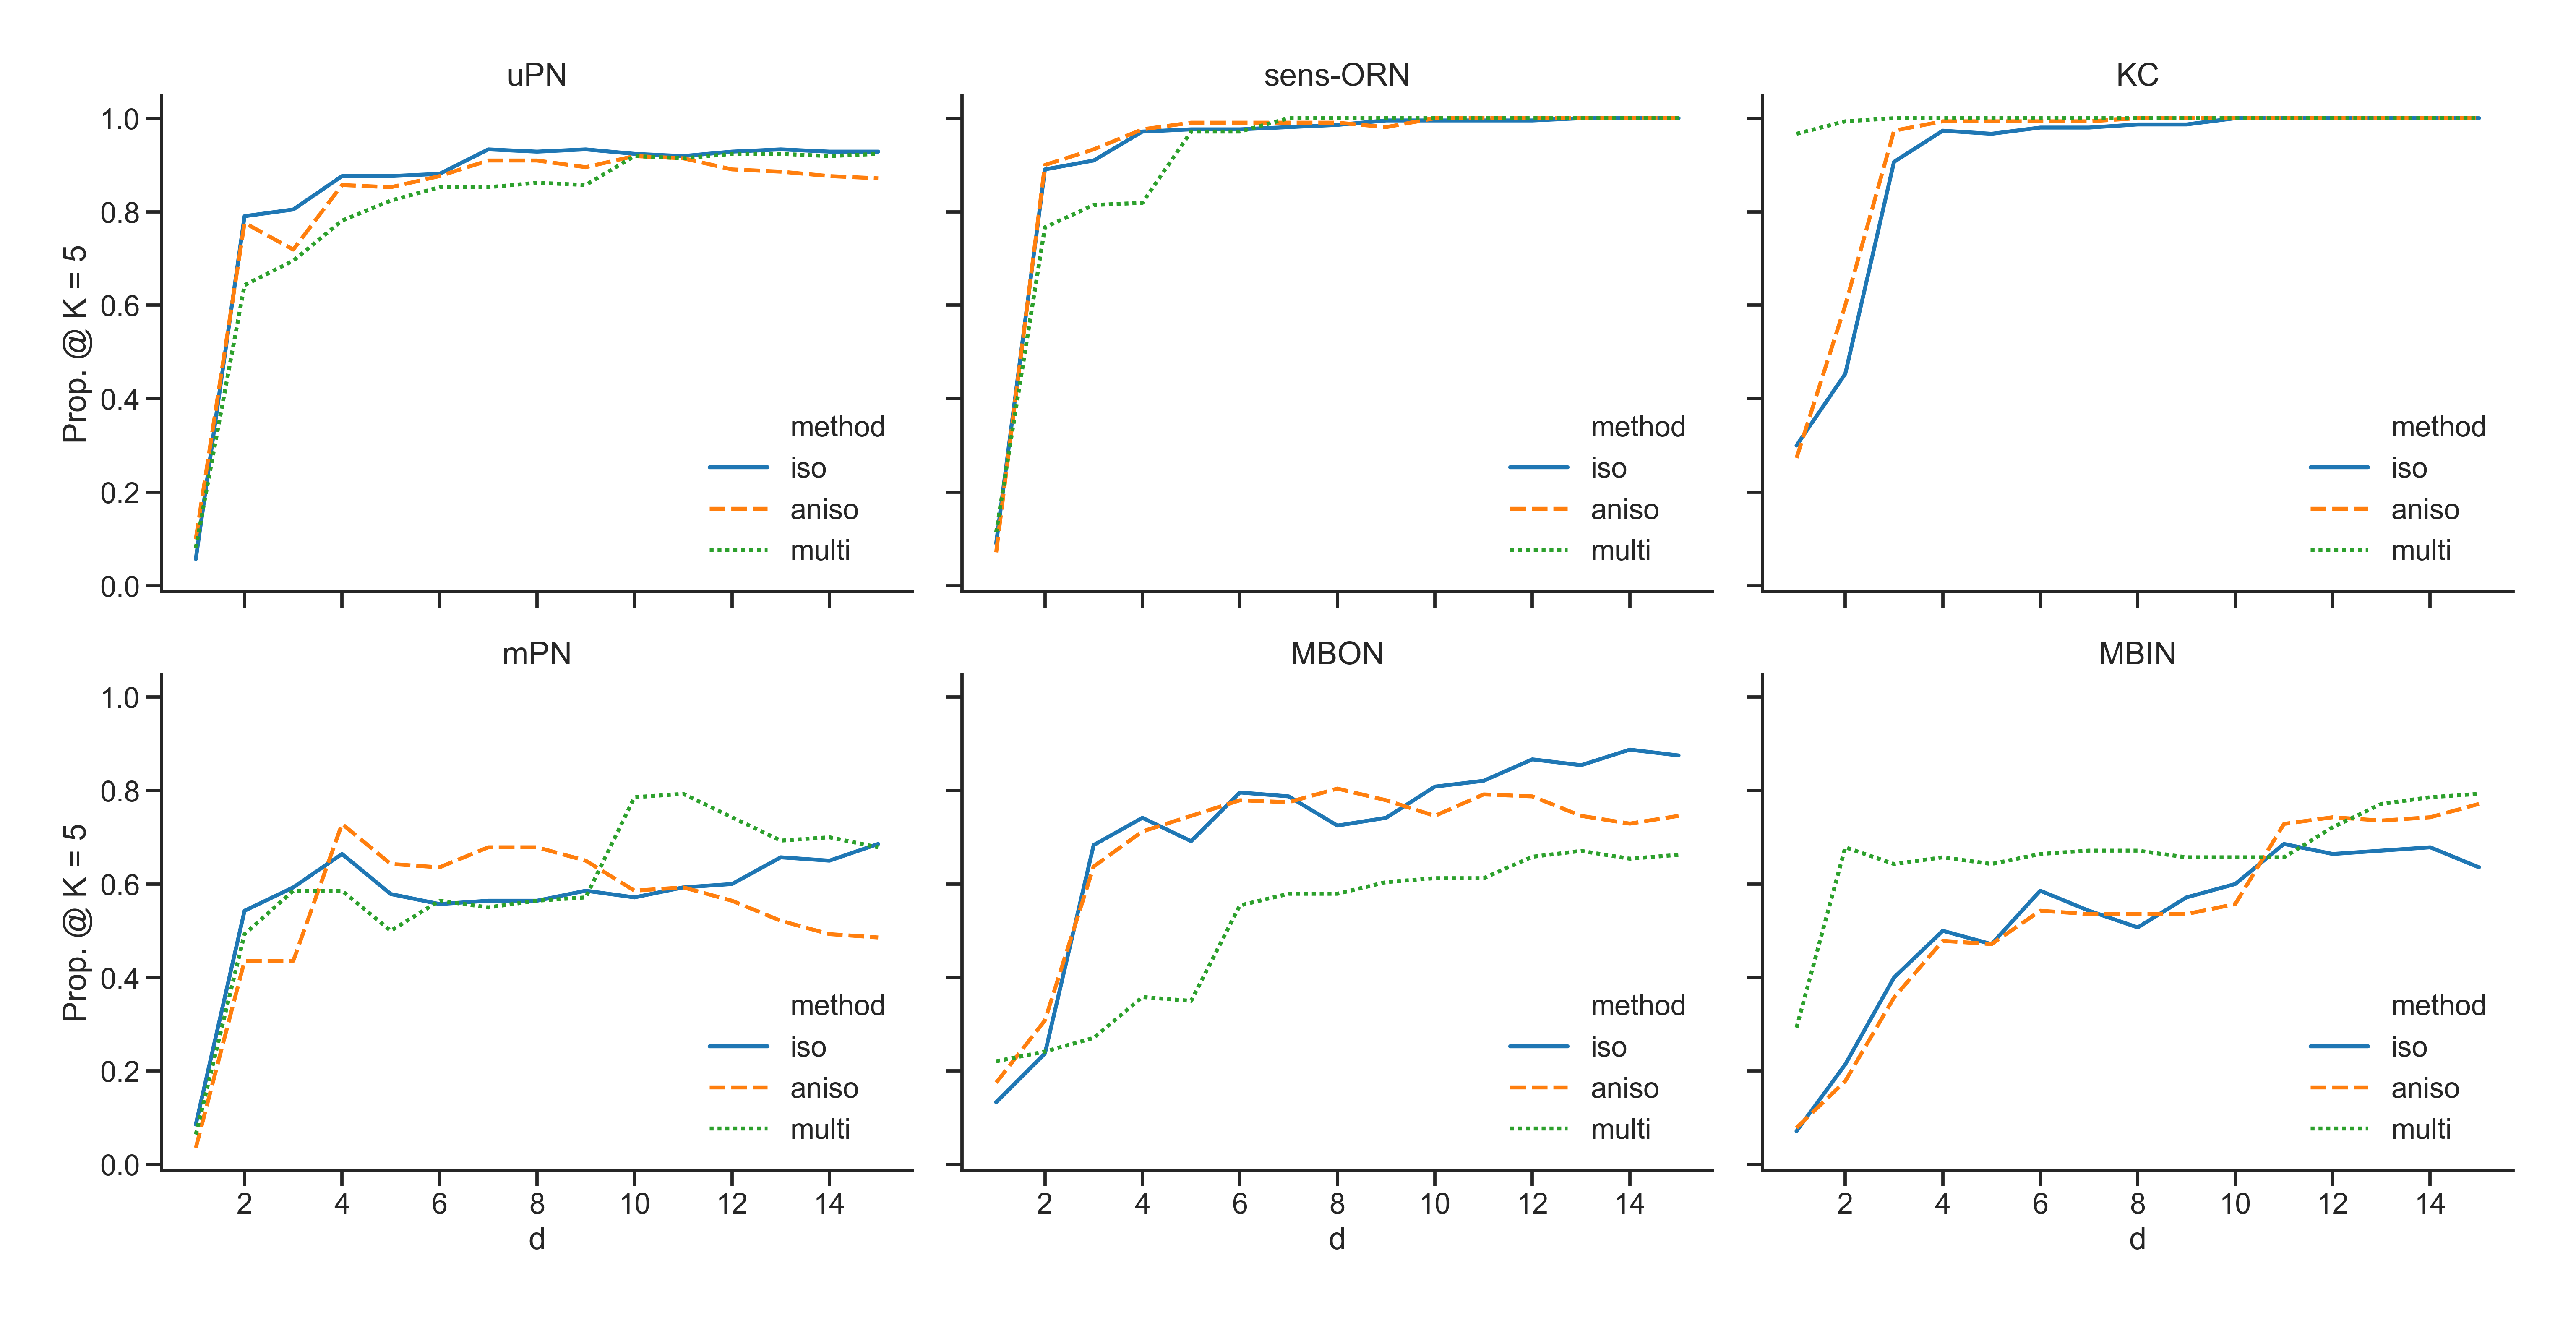 uPN
sens-ORN
KC
Prop. @ K = 5
1.0
0.8
0.6
0.4
0.2
0.0
method
iso
aniso
multi
method
iso
aniso
multi
method
iso
aniso
multi
mPN
MBON
MBIN
Prop. @ K = 5
1.0
0.8
0.6
0.4
0.2
0.0
method
iso
aniso
multi
method
iso
aniso
multi
method
iso
aniso
multi
2 4 6 8 10 12 14
2 4 6 8 10 12 14
2 4 6 8 10 12 14
d
d
d